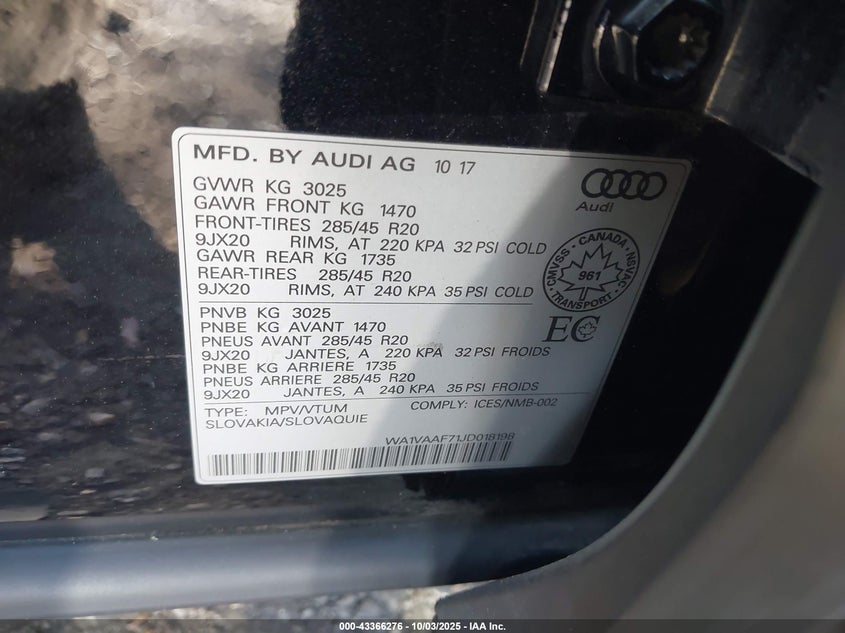 MFD. BY AUDI AG 10 17
GVWR KG 3025
GAWR FRONT KG 1470
FRONT-TIRES 285/45 R20
9JX20 RIMS, AT 220 KPA 32 PSI COLD
GAWR REAR KG 1735
REAR-TIRES 285/45 R20
9JX20 RIMS, AT 240 KPA 35 PSI COLD
Audi
CMVSS - CANADA - NSVAC
961
TRANSPORT
EC
PNVB KG 3025
PNBE KG AVANT 1470
PNEUS AVANT 285/45 R20
9JX20 JANTES, A 220 KPA 32 PSI FROIDS
PNBE KG ARRIERE 1735
PNEUS ARRIERE 285/45 R20
9JX20 JANTES, A 240 KPA 35 PSI FROIDS
TYPE: MPV/VTUM COMPLY: ICES/NMB-002
SLOVAKIA/SLOVAQUIE
WA1VAAF71JD018198
000-43366276 - 10/03/2025 - © IAA Holdings, LLC